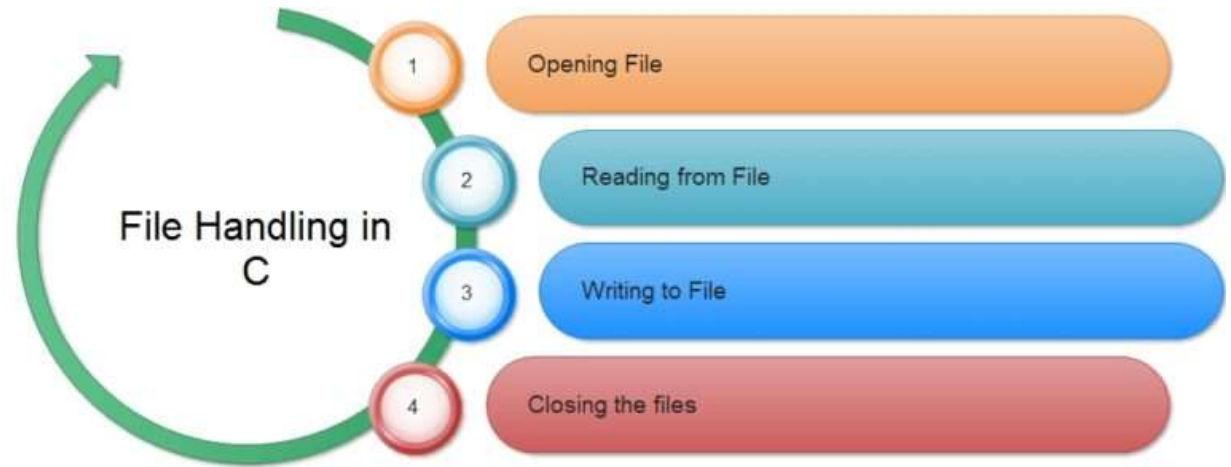 1
Opening File
2
Reading from File
File Handling in
C
3
Writing to File
4
Closing the files